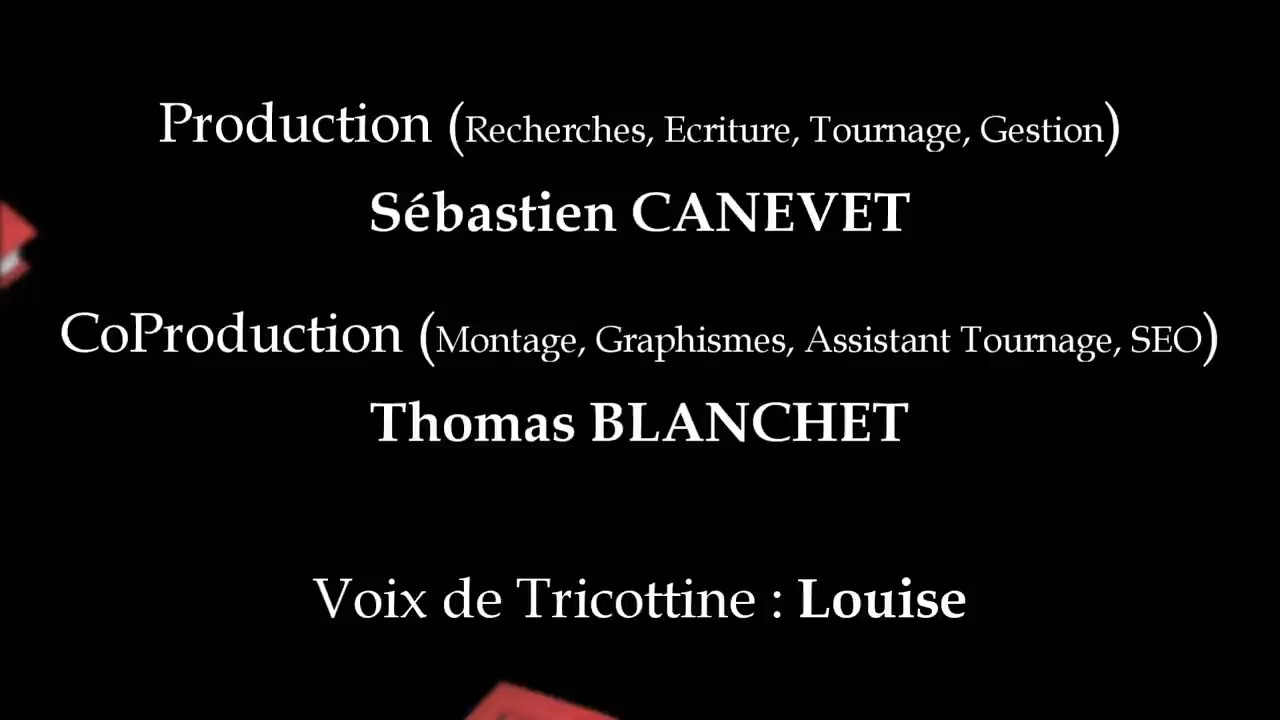 Production (Recherches, Ecriture, Tournage, Gestion)
Sébastien CANEVET
CoProduction (Montage, Graphismes, Assistant Tournage, SEO)
Thomas BLANCHET
Voix de Tricottine : Louise